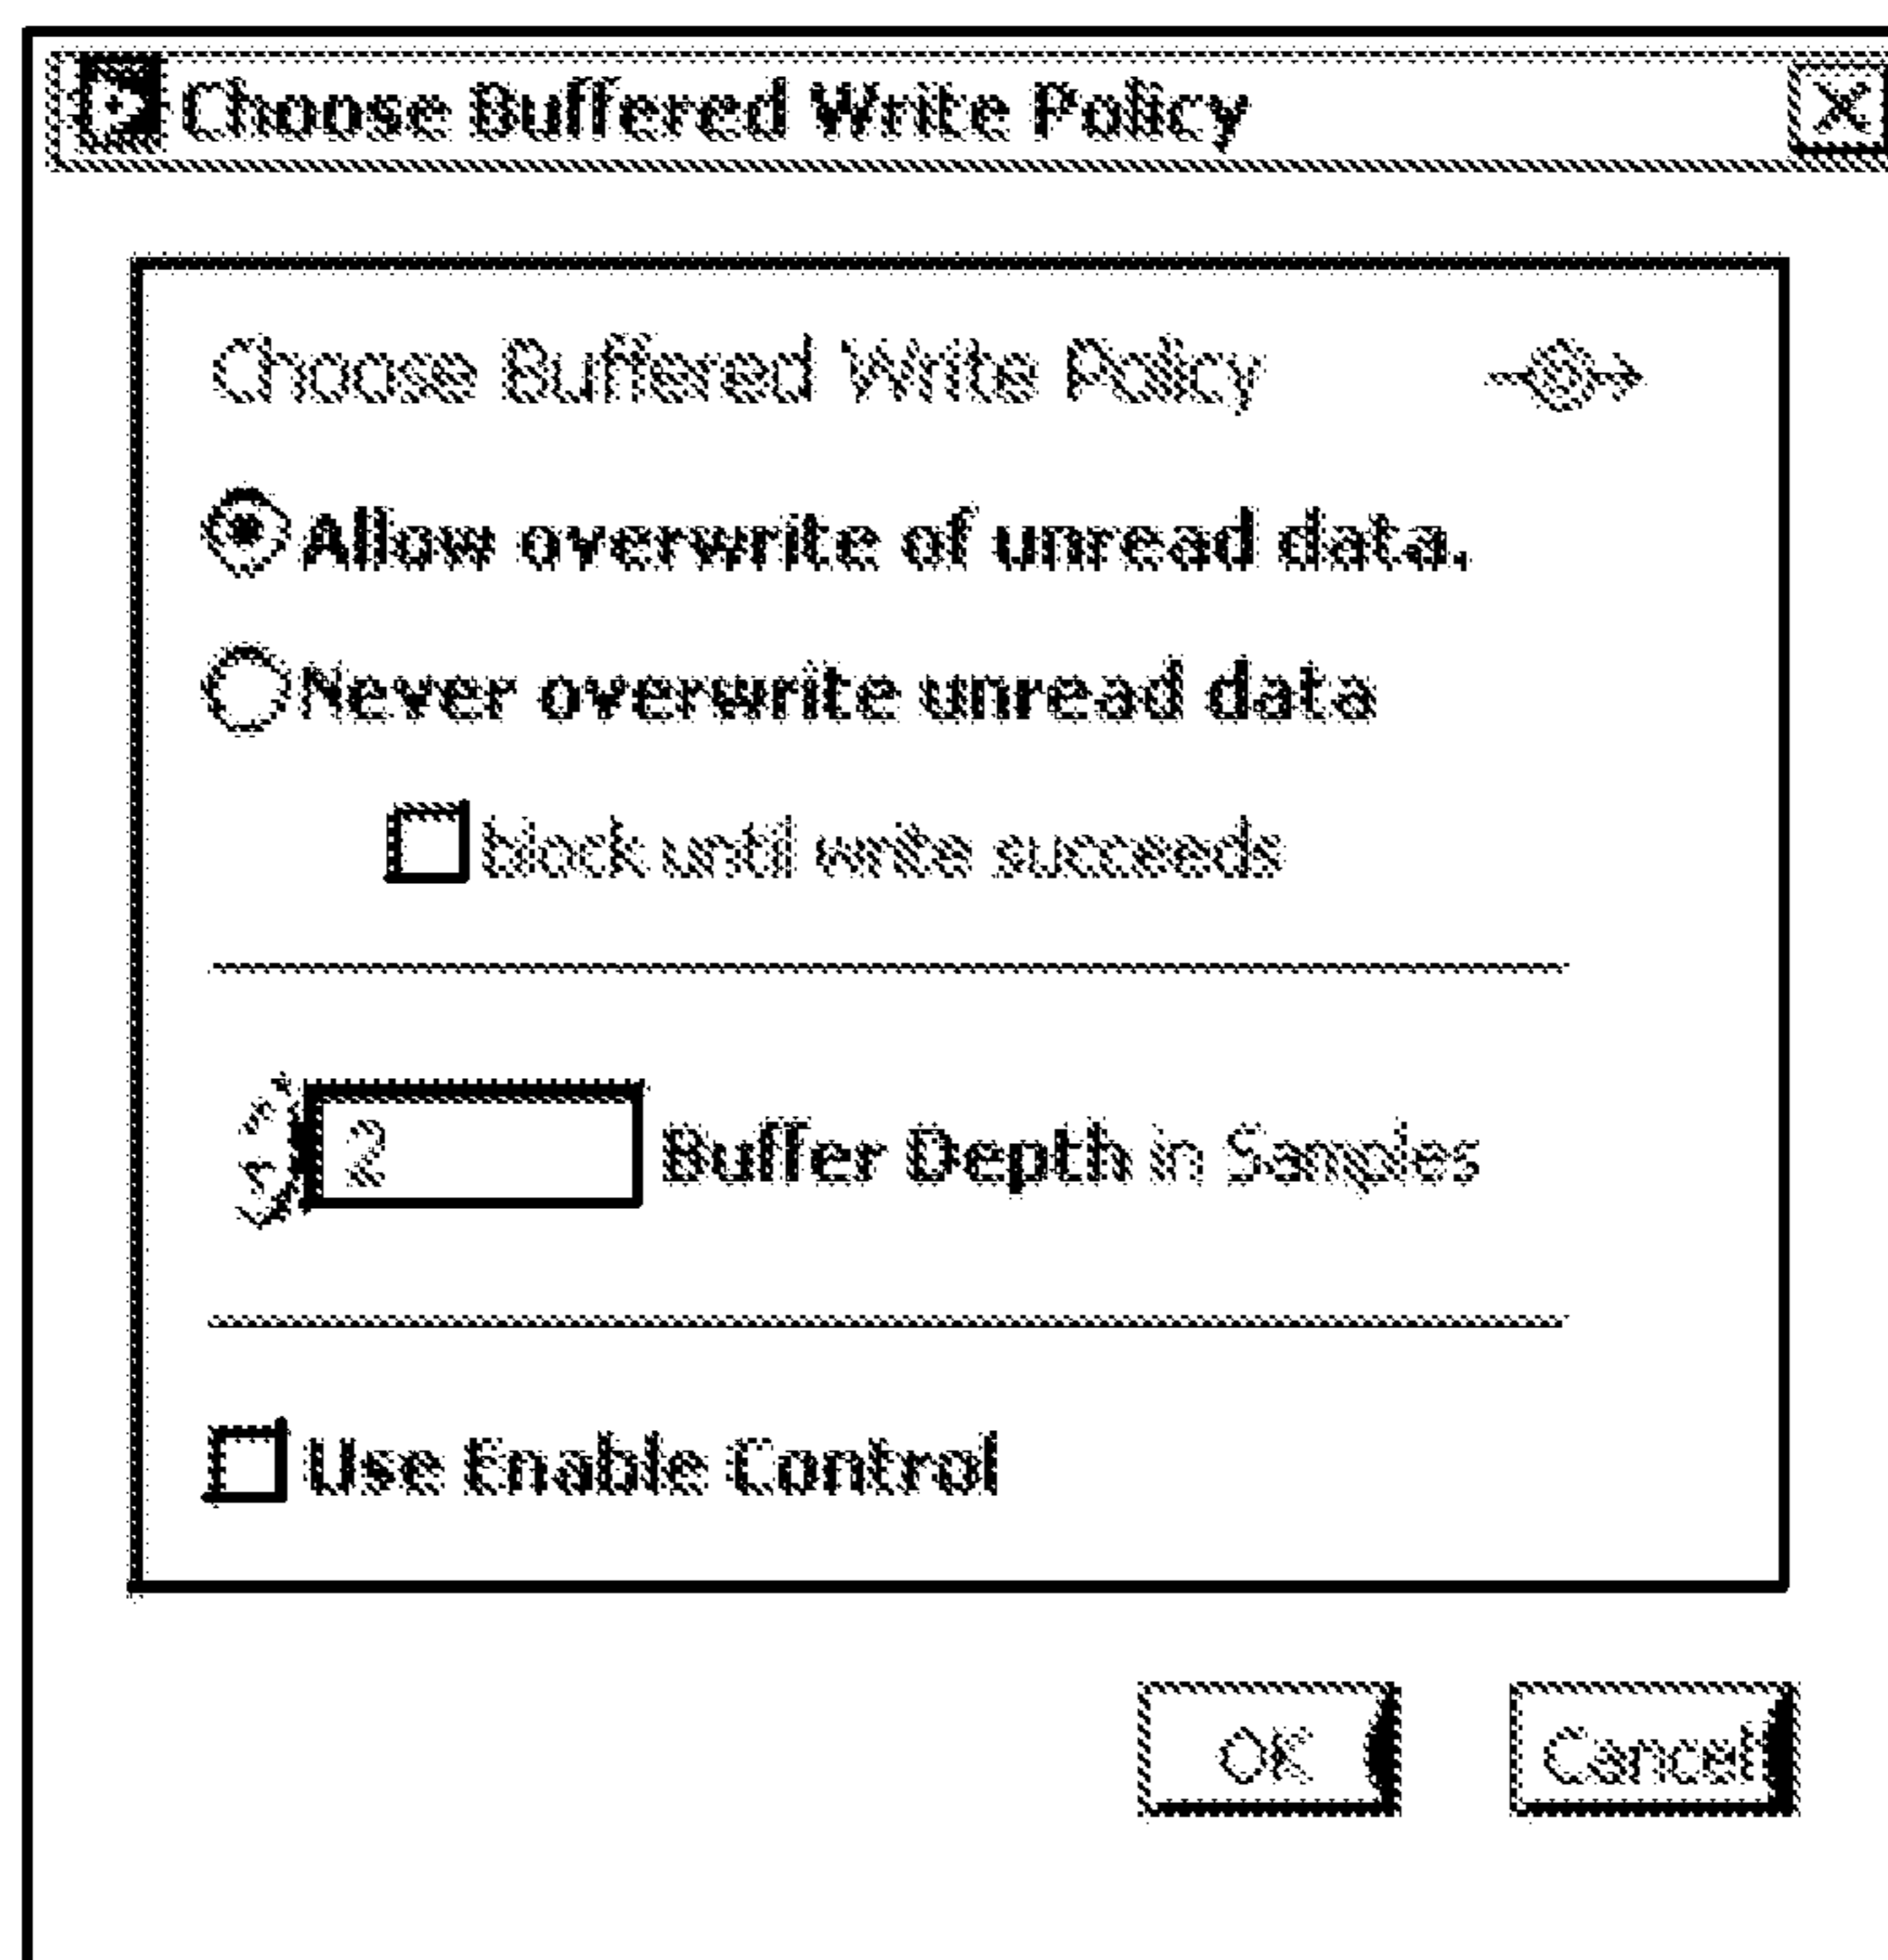 Choose Buffered Write Policy
Choose Buffered Write Policy
Allow overwrite of unread data.
Never overwrite unread data
block until write succeeds
2 Buffer Depth in Samples
Use Enable Control
OK Cancel